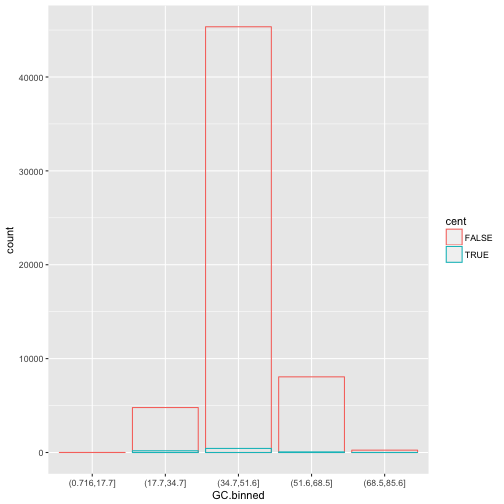 count
40000
30000
20000
10000
0
(0.716,17.7] (17.7,34.7] (34.7,51.6] (51.6,68.5] (68.5,85.6]
GC.binned
cent
FALSE
TRUE